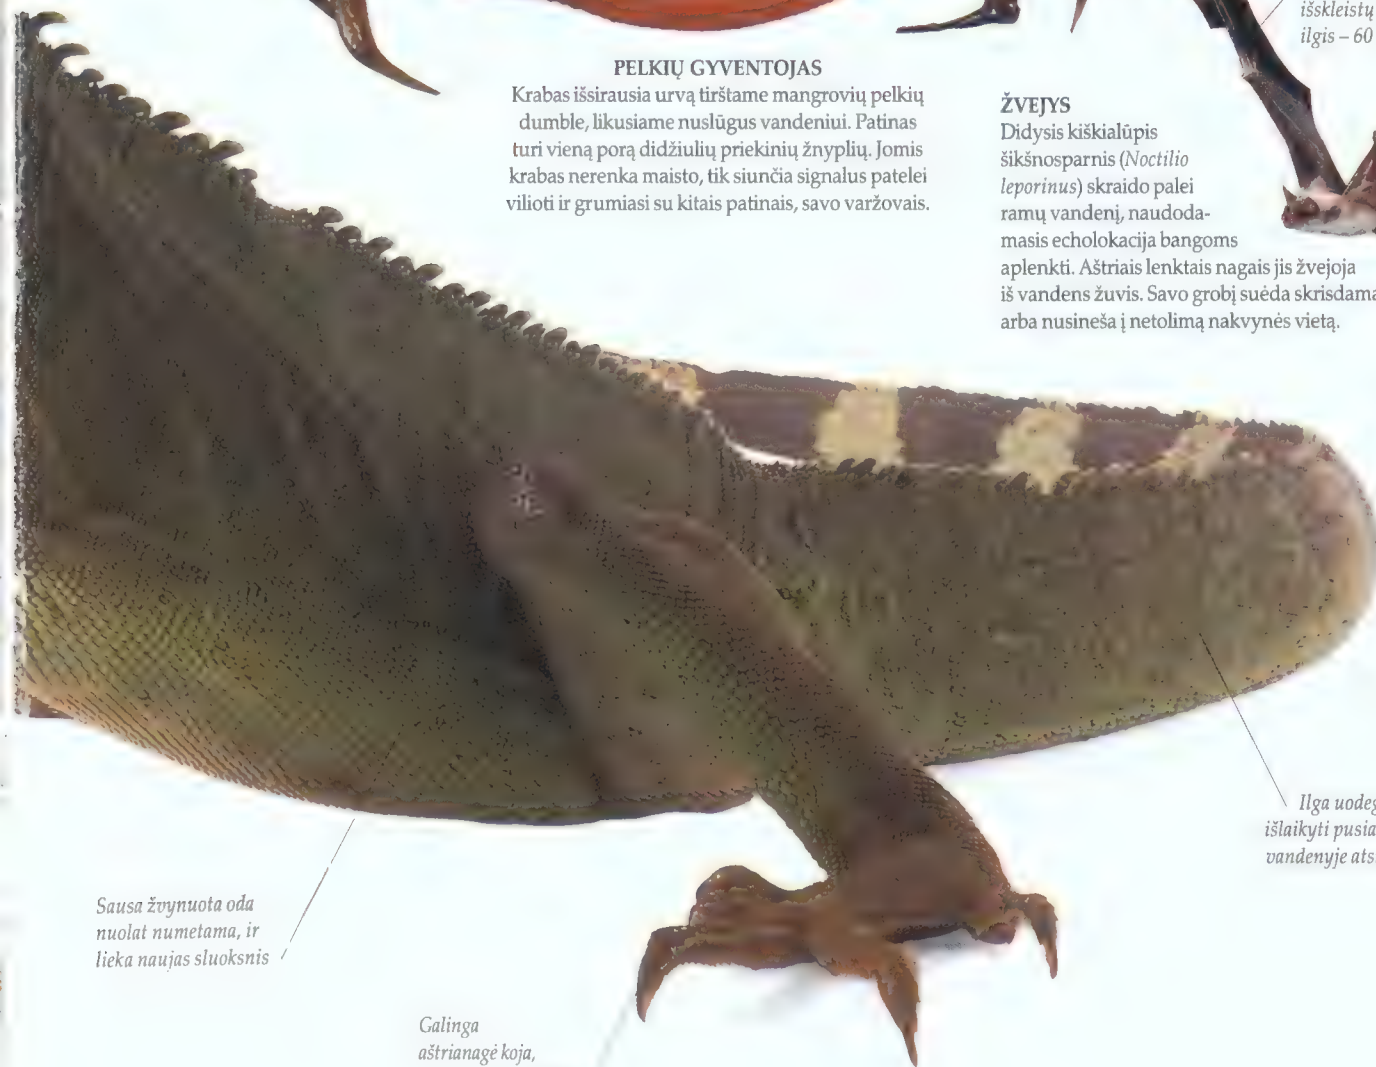 išskleistų
ilgis – 60
PELKIŲ GYVENTOJAS
Krabas išsirausia urvą tirštame mangrovių pelkių
dumble, likusiame nuslūgus vandeniui. Patinas
turi vieną porą didžiulių priekinių žnyplių. Jomis
krabas nerenka maisto, tik siunčia signalus patelei
vilioti ir grumiasi su kitais patinais, savo varžovais.
ŽVEJYS
Didysis kiškialūpis
šikšnosparnis (Noctilio
leporinus) skraido palei
ramų vandenį, naudoda-
masis echolokacija bangoms
aplenkti. Aštriais lenktais nagais jis žvejoja
iš vandens žuvis. Savo grobį suėda skrisdama
arba nusineša į netolimą nakvynės vietą.
Ilga uodeg
išlaikyti pusia
vandenyje ats
Sausa žvynuota oda
nuolat numetama, ir
lieka naujas sluoksnis
Galinga
aštrianagė koja,